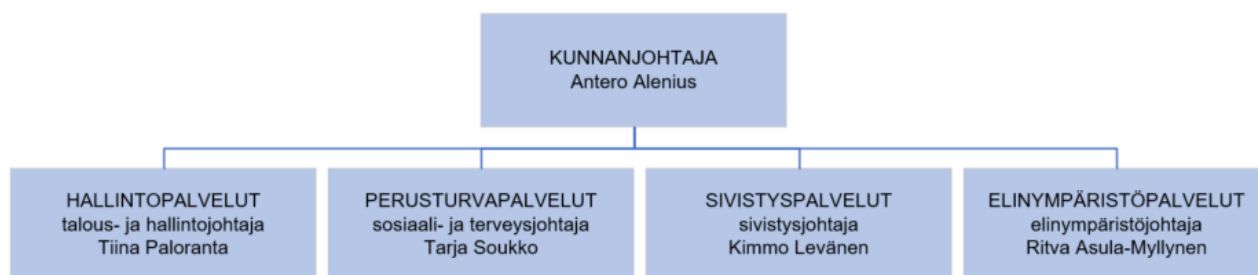 KUNNANJOHTAJA
Antero Alenius
HALLINTOPALVELUT
talous- ja hallintojohtaja
Tiina Paloranta
PERUSTURVAPALVELUT
sosiaali- ja terveysjohtaja
Tarja Soukko
SIVISTYSPALVELUT
sivistysjohtaja
Kimmo Levänen
ELINYMPÄRISTÖPALVELUT
elinympäristöjohtaja
Ritva Asula-Myllynen